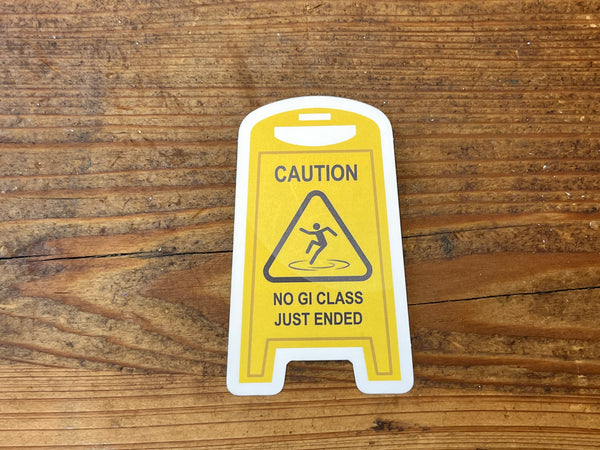 CAUTION
NO GI CLASS
JUST ENDED